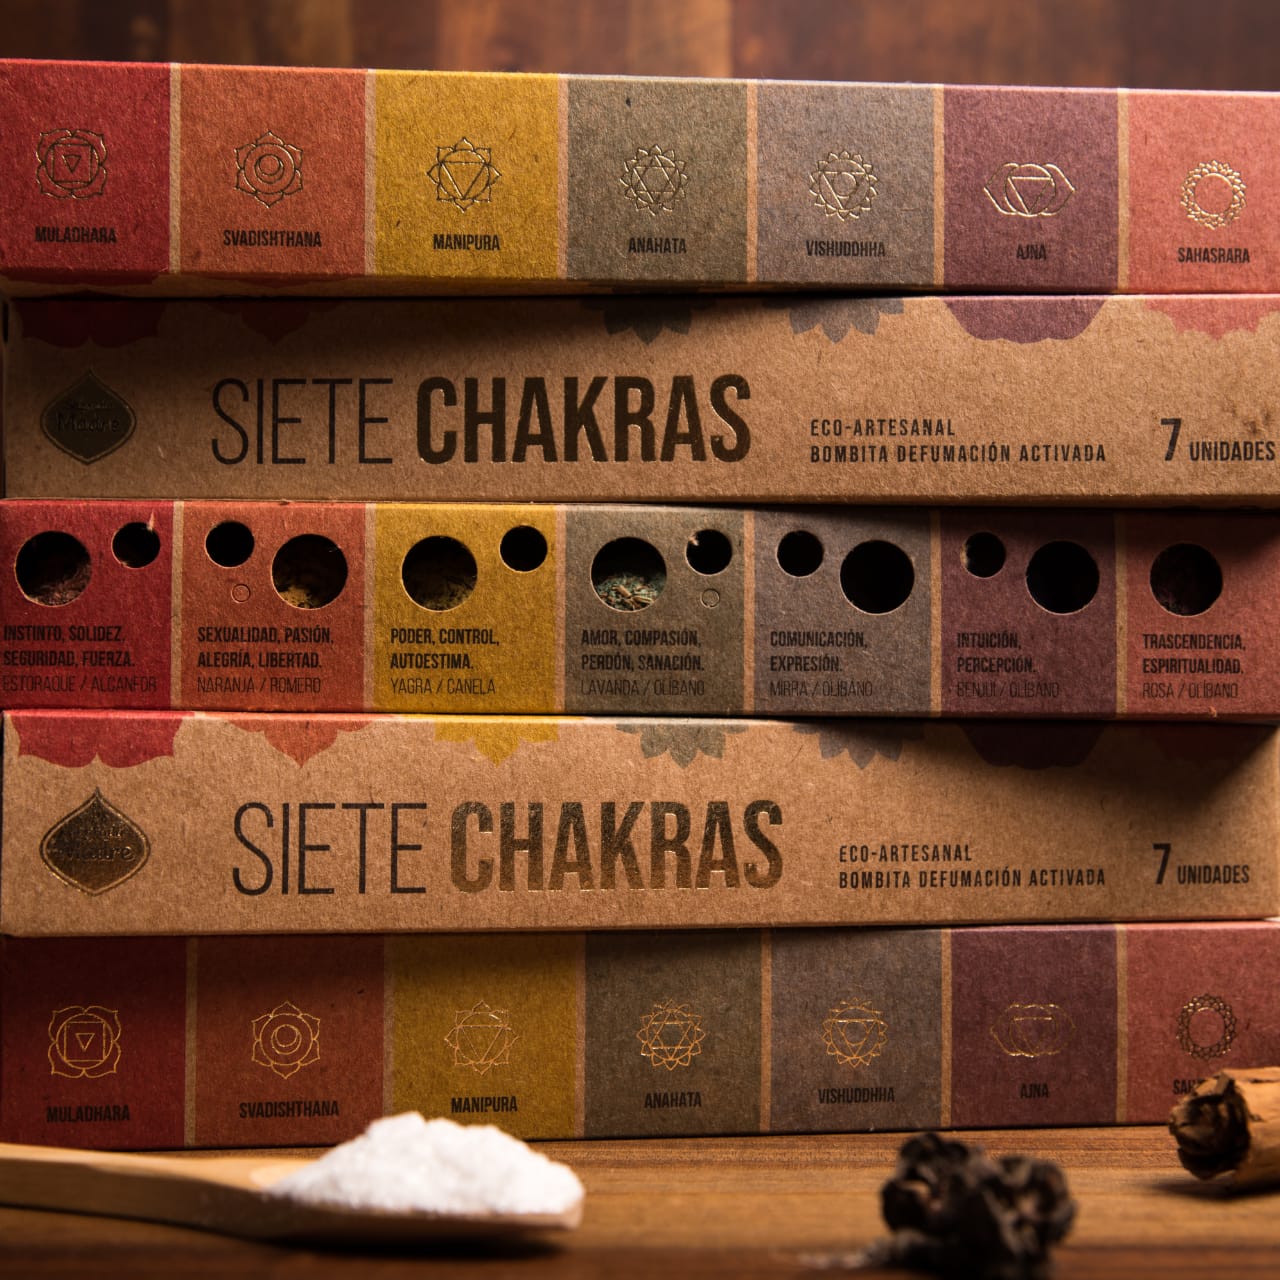 MULADHARA
SVADISHTHANA
MANIPURA
ANAHATA
VISHUDDHHA
AJNA
SAHASRARA
Madre
SIETE CHAKRAS
ECO-ARTESANAL
BOMBITA DEFUMACIÓN ACTIVADA
7 UNIDADES
INSTINTO, SOLIDEZ,
SEGURIDAD, FUERZA.
ESTORAQUE / ALCANFOR
SEXUALIDAD, PASIÓN,
ALEGRÍA, LIBERTAD.
NARANJA / ROMERO
PODER, CONTROL,
AUTOESTIMA.
YAGRA / CANELA
AMOR, COMPASIÓN,
PERDÓN, SANACIÓN.
LAVANDA / OLÍBANO
COMUNICACIÓN,
EXPRESIÓN.
MIRRA / OLÍBANO
INTUICIÓN,
PERCEPCIÓN.
BENJUÍ / OLÍBANO
TRASCENDENCIA,
ESPIRITUALIDAD.
ROSA / OLÍBANO
Madre
SIETE CHAKRAS
ECO-ARTESANAL
BOMBITA DEFUMACIÓN ACTIVADA
7 UNIDADES
MULADHARA
SVADISHTHANA
MANIPURA
ANAHATA
VISHUDDHHA
AJNA